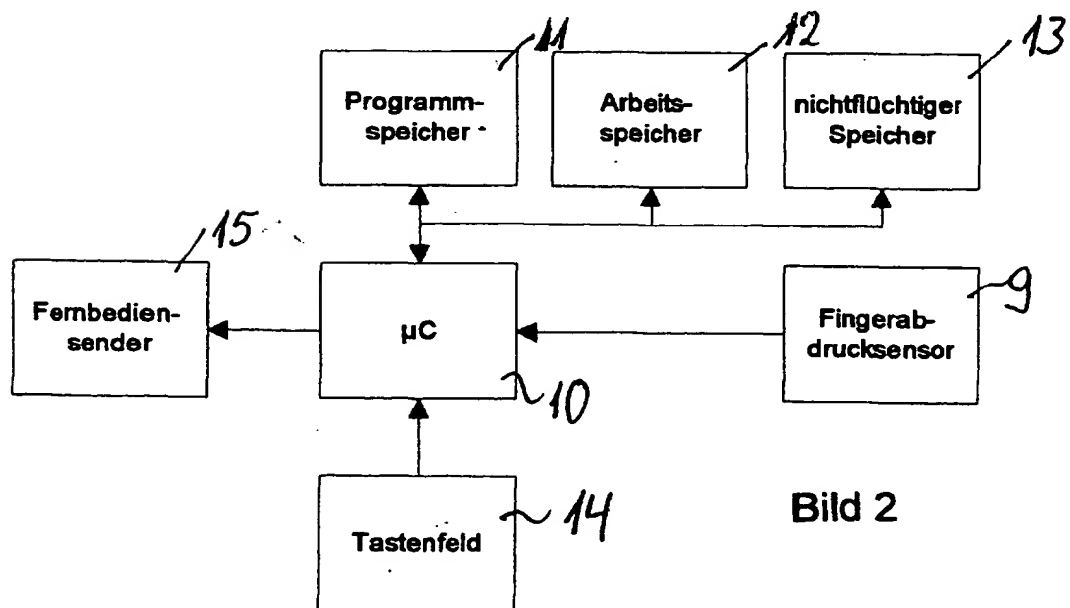 11
12
13
Programm-
speicher
Arbeits-
speicher
nichtflüchtiger
Speicher
15
9
Fernbedien-
sender
µC
Fingerab-
drucksensor
10
14
Tastenfeld
Bild 2